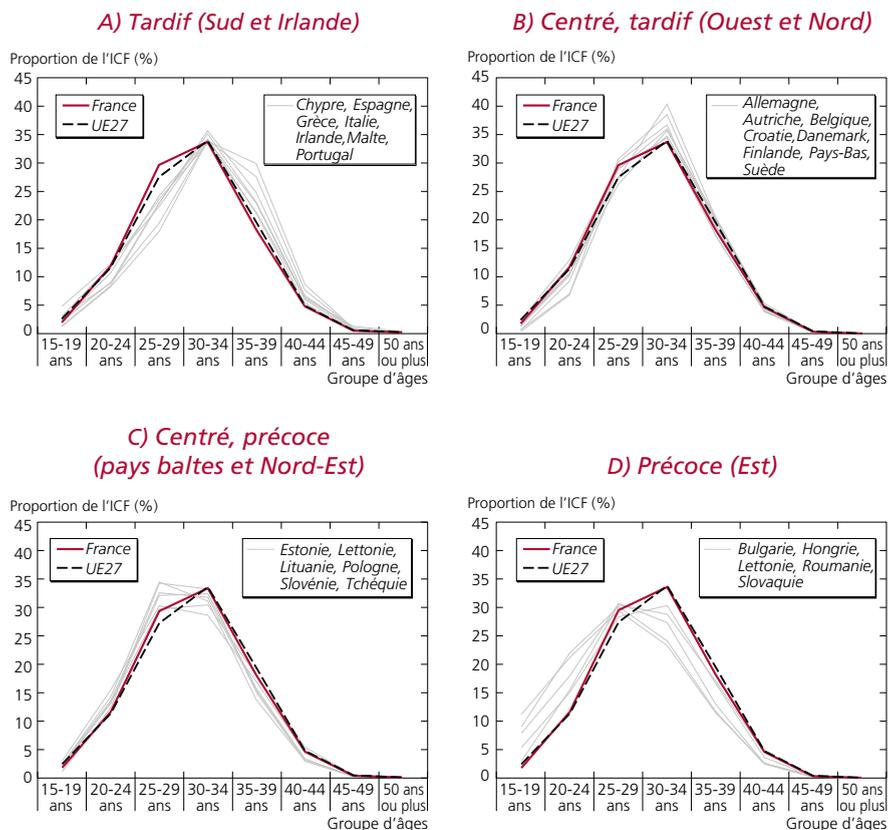 A) Tardif (Sud et Irlande)
Proportion de l'ICF (%)
45
40
35
30
25
20
15
10
5
0
France
UE27
Chypre, Espagne,
Grèce, Italie,
Irlande,Malte,
Portugal
15-19 20-24 25-29 30-34 35-39 40-44 45-49 50 ans
ans ans ans ans ans ans ans ou plus
Groupe d'âges
B) Centré, tardif (Ouest et Nord)
Proportion de l'ICF (%)
45
40
35
30
25
20
15
10
5
0
France
UE27
Allemagne,
Autriche, Belgique,
Croatie,Danemark,
Finlande, Pays-Bas,
Suède
15-19 20-24 25-29 30-34 35-39 40-44 45-49 50 ans
ans ans ans ans ans ans ans ou plus
Groupe d'âges
C) Centré, précoce
(pays baltes et Nord-Est)
Proportion de l'ICF (%)
45
40
35
30
25
20
15
10
5
0
France
UE27
Estonie, Lettonie,
Lituanie, Pologne,
Slovénie, Tchéquie
15-19 20-24 25-29 30-34 35-39 40-44 45-49 50 ans
ans ans ans ans ans ans ans ou plus
Groupe d'âges
D) Précoce (Est)
Proportion de l'ICF (%)
45
40
35
30
25
20
15
10
5
0
France
UE27
Bulgarie, Hongrie,
Lettonie, Roumanie,
Slovaquie
15-19 20-24 25-29 30-34 35-39 40-44 45-49 50 ans
ans ans ans ans ans ans ans ou plus
Groupe d'âges